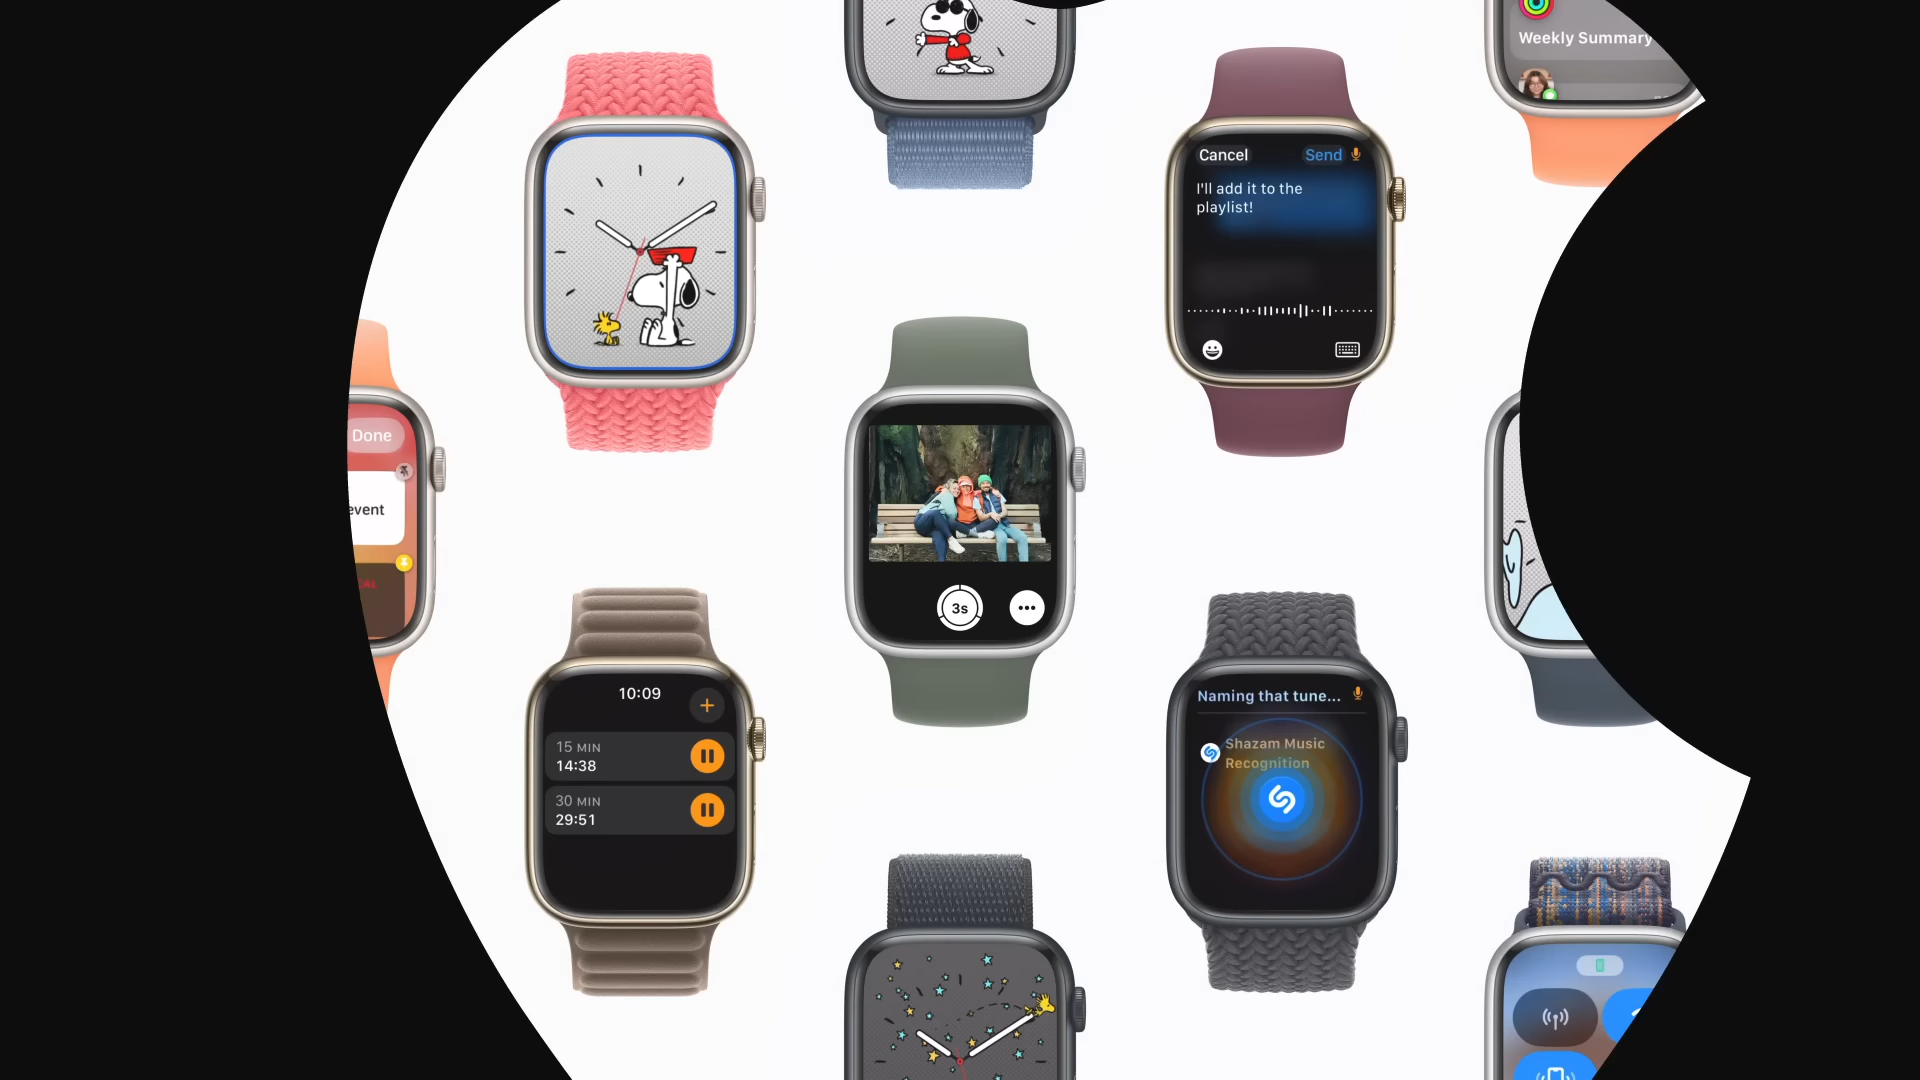 Weekly Summary
Cancel
Send
I'll add it to the
playlist!
Done
event
3s
10:09
15 MIN
14:38
30 MIN
29:51
Naming that tune...
Shazam Music
Recognition